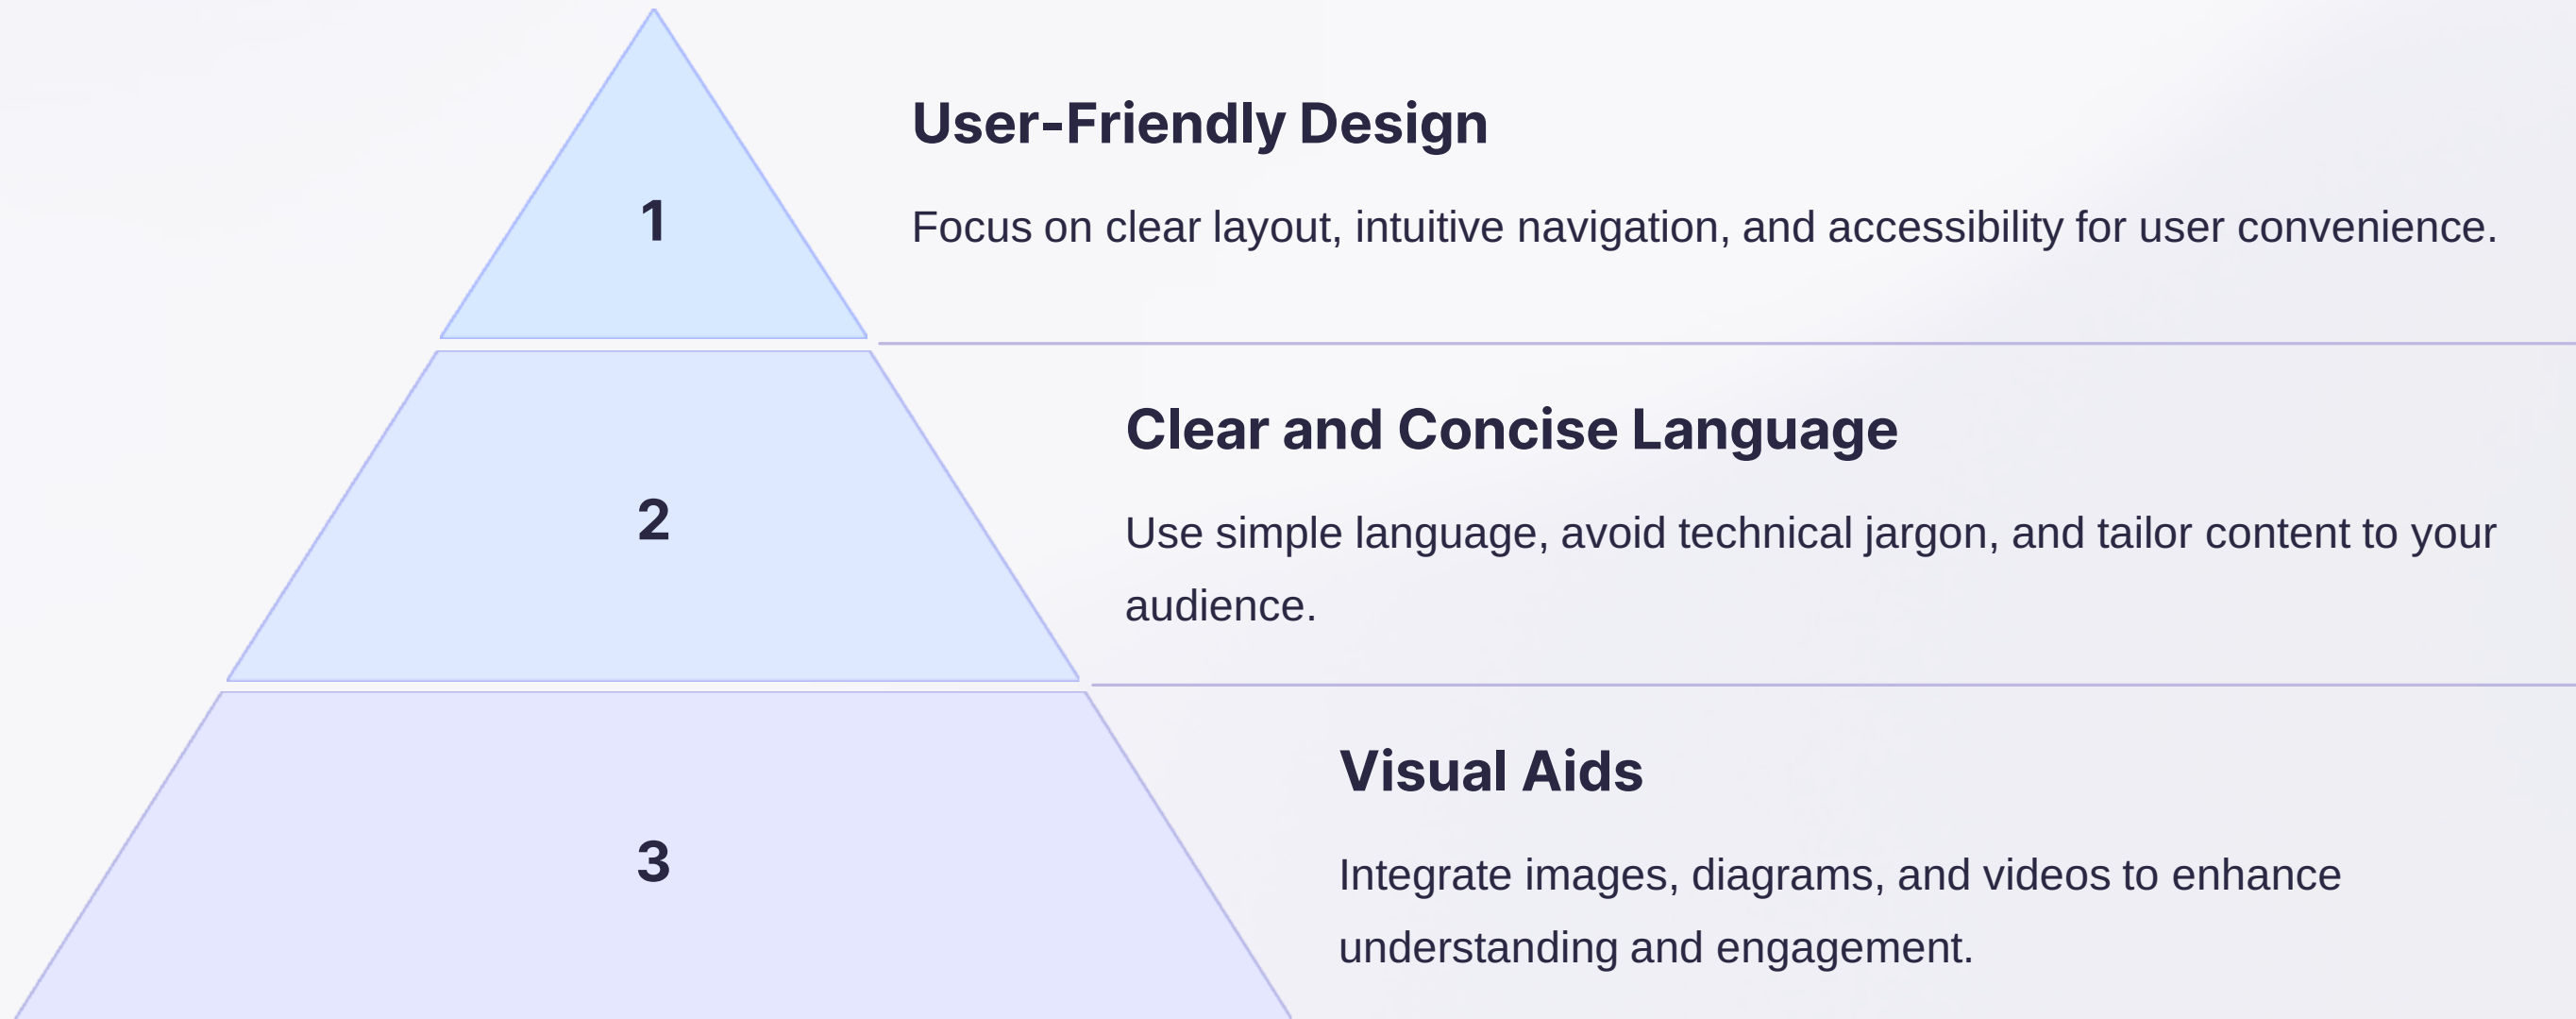 1
User-Friendly Design
Focus on clear layout, intuitive navigation, and accessibility for user convenience.
2
Clear and Concise Language
Use simple language, avoid technical jargon, and tailor content to your
audience.
3
Visual Aids
Integrate images, diagrams, and videos to enhance
understanding and engagement.